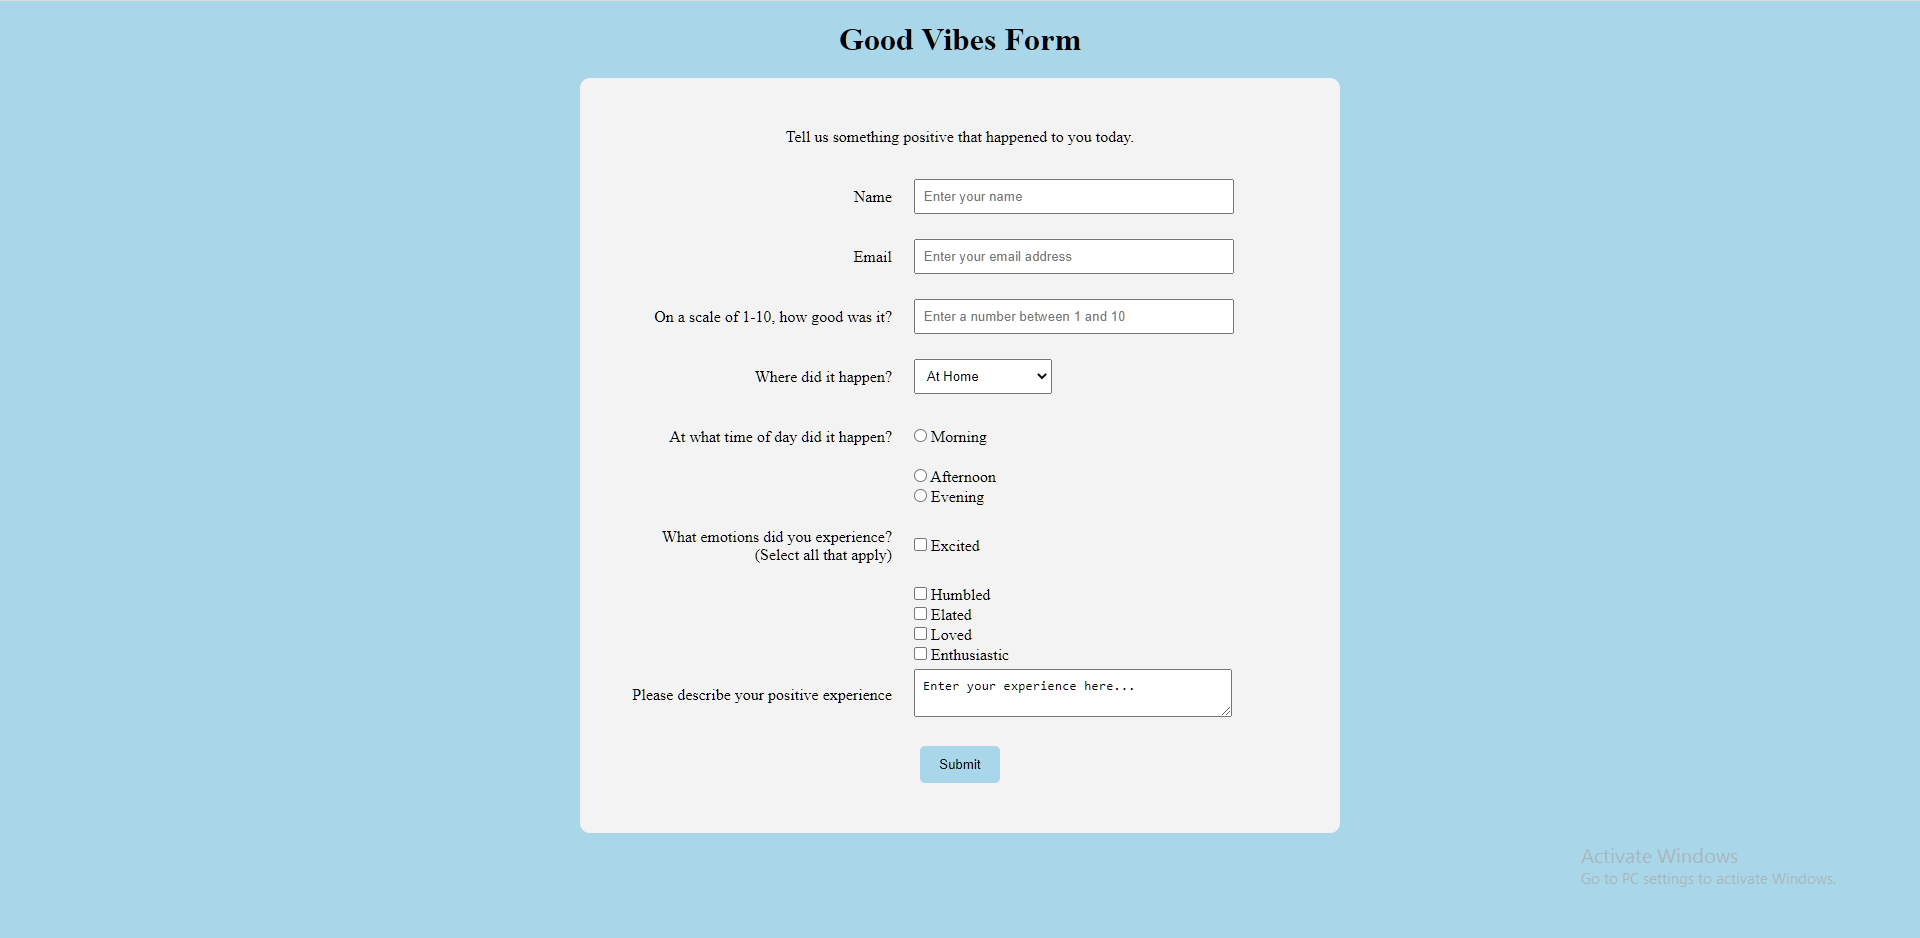 Good Vibes Form
Tell us something positive that happened to you today.
Name
Enter your name
Email
Enter your email address
On a scale of 1-10, how good was it?
Enter a number between 1 and 10
Where did it happen?
At Home
At what time of day did it happen?
Morning
Afternoon
Evening
What emotions did you experience?
(Select all that apply)
Excited
Humbled
Elated
Loved
Enthusiastic
Please describe your positive experience
Enter your experience here...
Submit
Activate Windows
Go to PC settings to activate Windows.